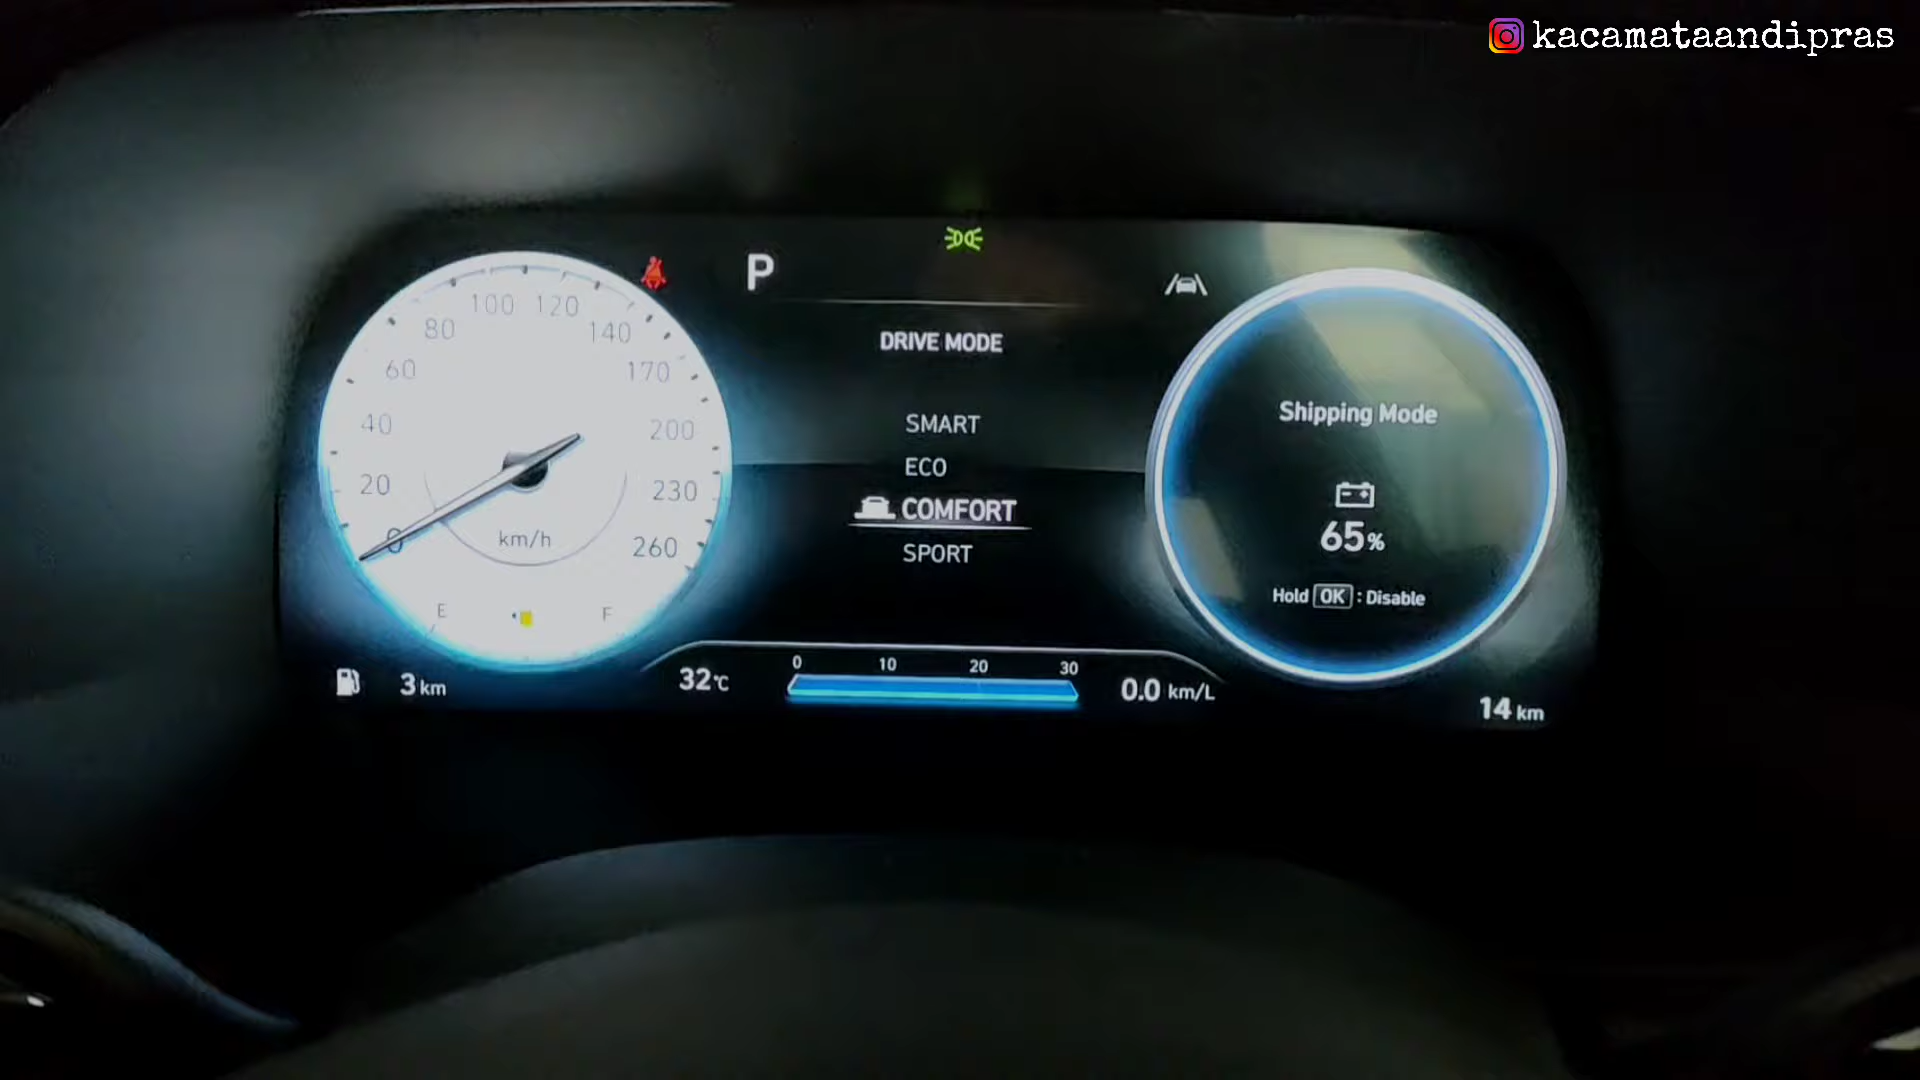 kacamataandipras
P
DRIVE MODE
SMART
ECO
COMFORT
SPORT
0
20
40
60
80
100
120
140
170
200
230
260
km/h
E
F
3 km
32°C
0 10 20 30
0.0 km/L
Shipping Mode
65%
Hold OK : Disable
14 km